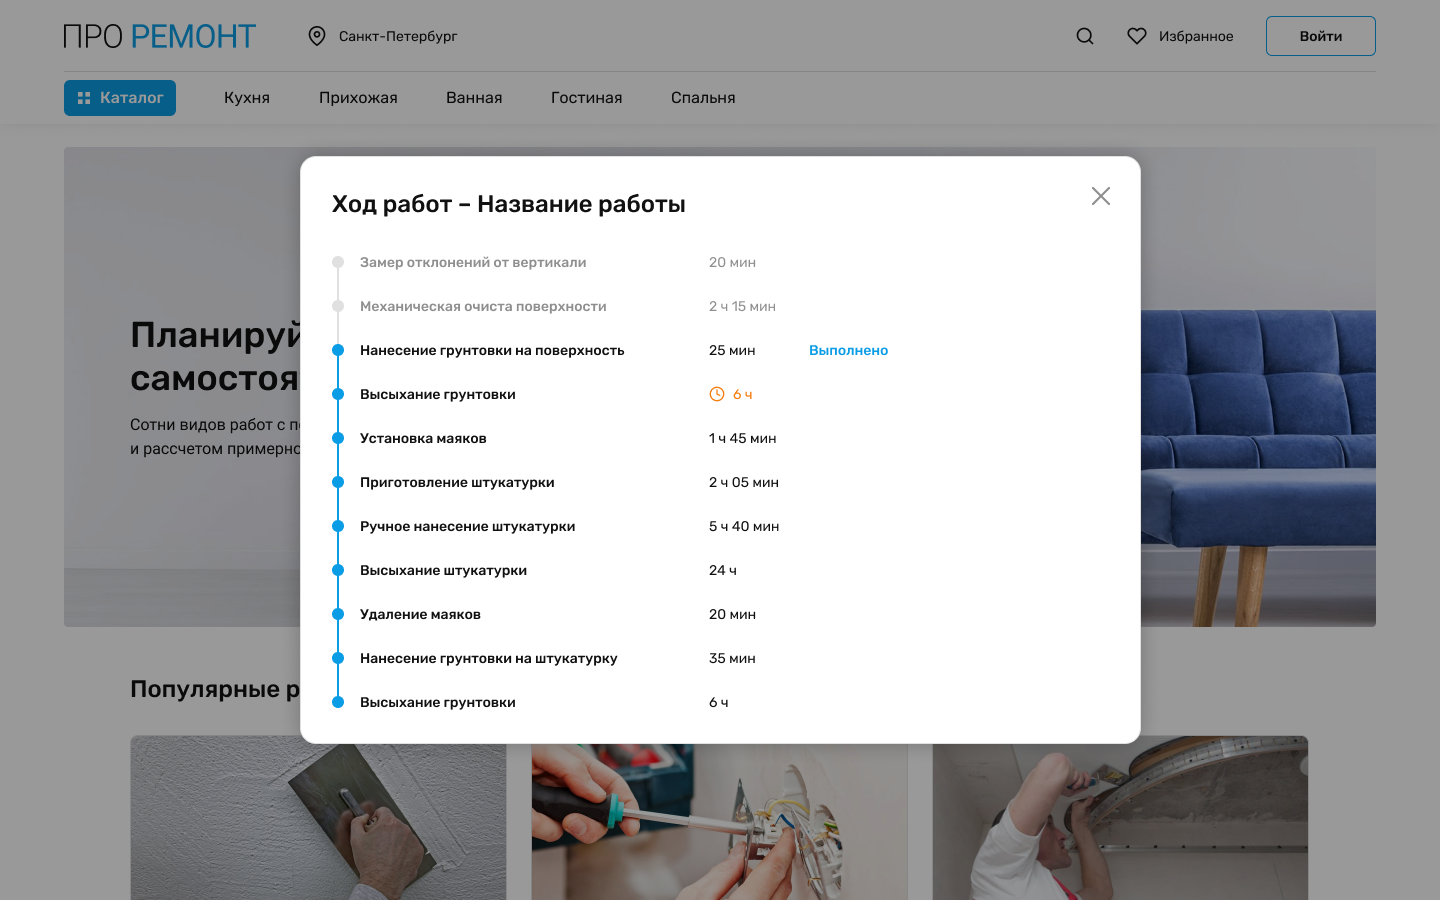 ПРО РЕМОНТ
Санкт-Петербург
Избранное
Войти
Каталог
Кухня
Прихожая
Ванная
Гостиная
Спальня
Планируй
самостоя
Сотни видов работ с п
и рассчетом примерно
Ход работ – Название работы
Замер отклонений от вертикали 20 мин
Механическая очиста поверхности 2 ч 15 мин
Нанесение грунтовки на поверхность 25 мин Выполнено
Высыхание грунтовки 6 ч
Установка маяков 1 ч 45 мин
Приготовление штукатурки 2 ч 05 мин
Ручное нанесение штукатурки 5 ч 40 мин
Высыхание штукатурки 24 ч
Удаление маяков 20 мин
Нанесение грунтовки на штукатурку 35 мин
Высыхание грунтовки 6 ч
Популярные р